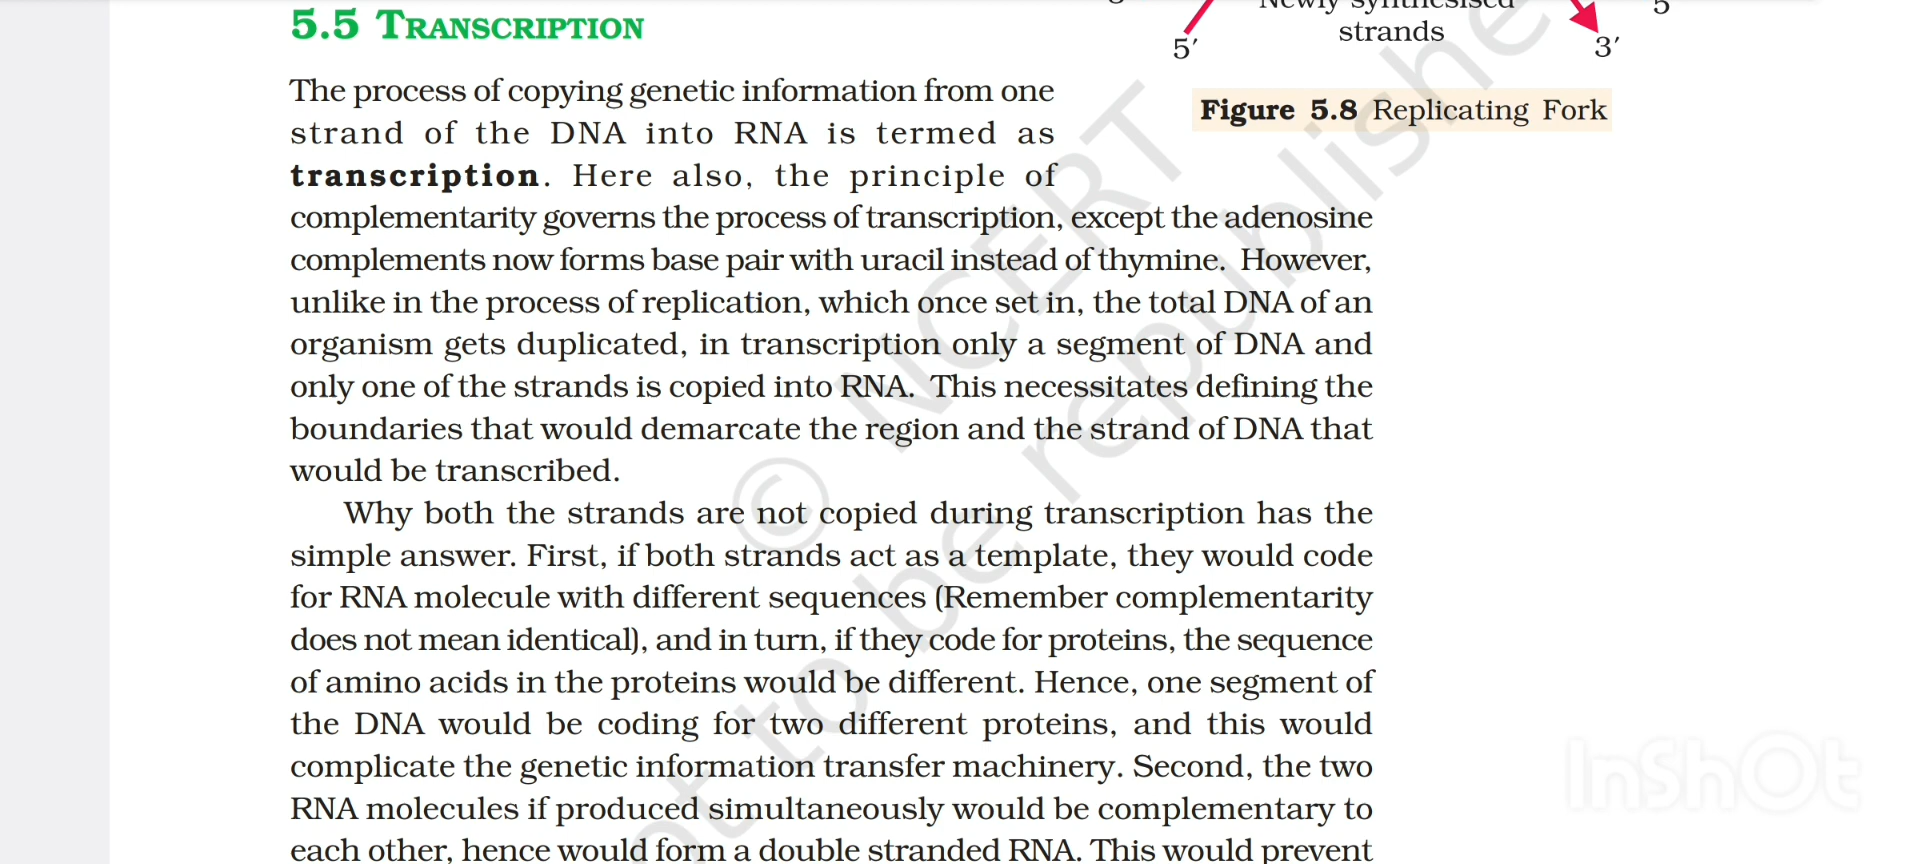 5.5 TRANSCRIPTION
Newly synthesised
strands
5′
3′
5
Figure 5.8 Replicating Fork
The process of copying genetic information from one
strand of the DNA into RNA is termed as
transcription. Here also, the principle of
complementarity governs the process of transcription, except the adenosine
complements now forms base pair with uracil instead of thymine. However,
unlike in the process of replication, which once set in, the total DNA of an
organism gets duplicated, in transcription only a segment of DNA and
only one of the strands is copied into RNA. This necessitates defining the
boundaries that would demarcate the region and the strand of DNA that
would be transcribed.
Why both the strands are not copied during transcription has the
simple answer. First, if both strands act as a template, they would code
for RNA molecule with different sequences (Remember complementarity
does not mean identical), and in turn, if they code for proteins, the sequence
of amino acids in the proteins would be different. Hence, one segment of
the DNA would be coding for two different proteins, and this would
complicate the genetic information transfer machinery. Second, the two
RNA molecules if produced simultaneously would be complementary to
each other, hence would form a double stranded RNA. This would prevent
© NCERT
to be republishe
InShOt